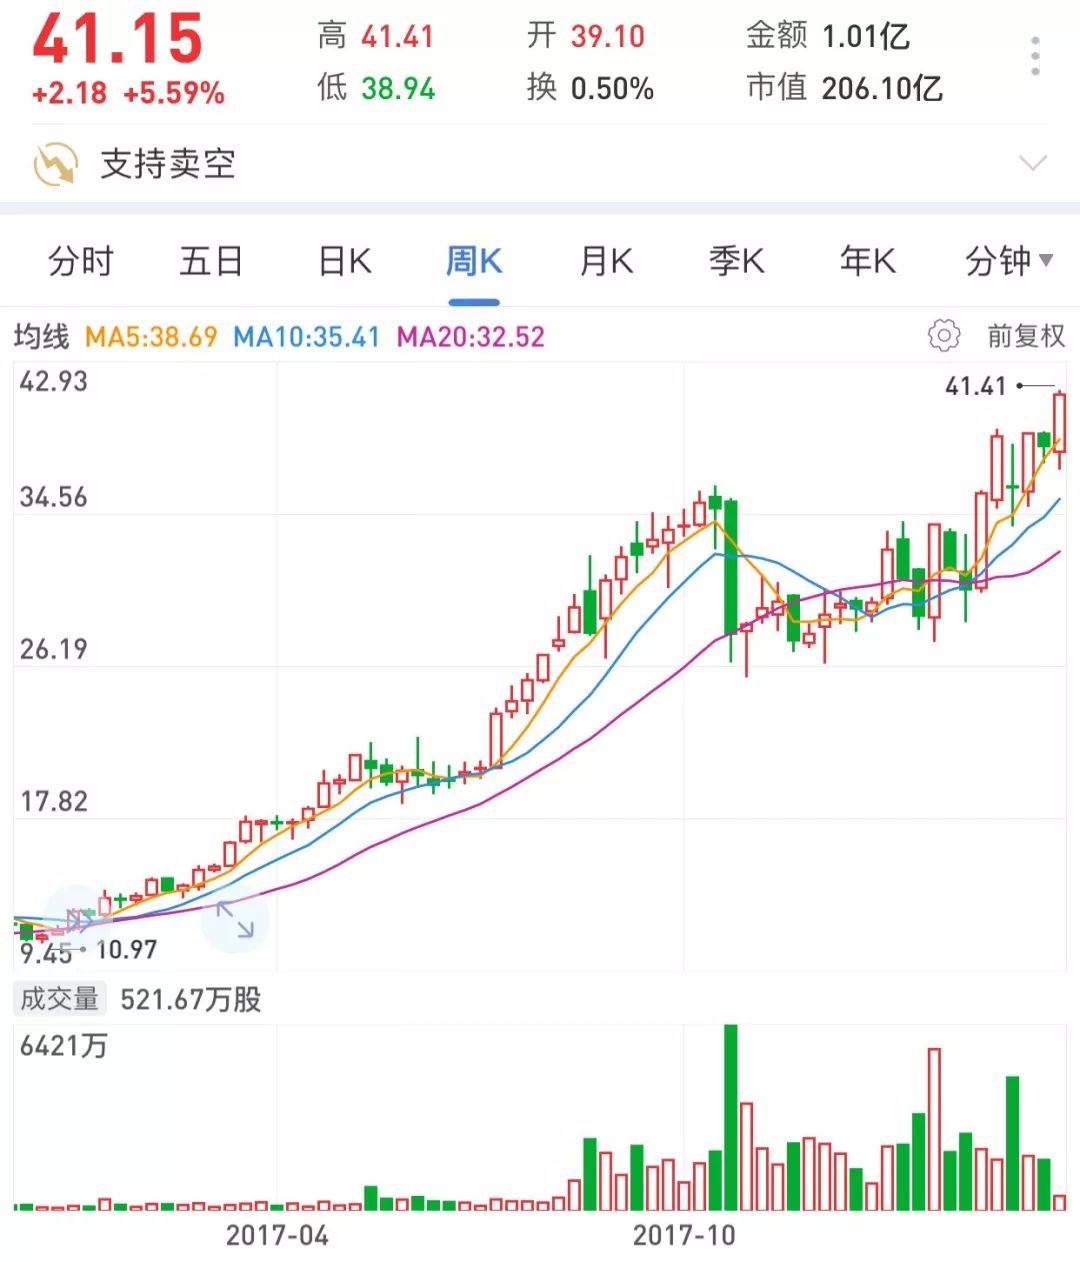 41.15
+2.18 +5.59%
高 41.41 开 39.10 金额 1.01亿
低 38.94 换 0.50% 市值 206.10亿
支持卖空
分时 五日 日K 周K 月K 季K 年K 分钟
均线 MA5:38.69 MA10:35.41 MA20:32.52 前复权
42.93
41.41
34.56
26.19
17.82
9.45 10.97
成交量 521.67万股
6421万
2017-04 2017-10